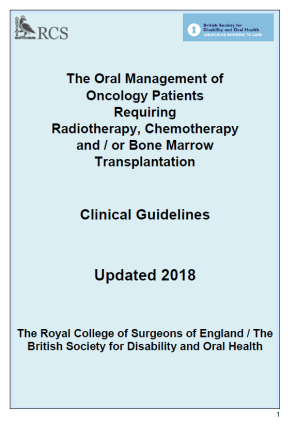 RCS
British Society for
Disability and Oral Health
The Oral Management of
Oncology Patients
Requiring
Radiotherapy, Chemotherapy
and / or Bone Marrow
Transplantation
Clinical Guidelines
Updated 2018
The Royal College of Surgeons of England / The
British Society for Disability and Oral Health
1